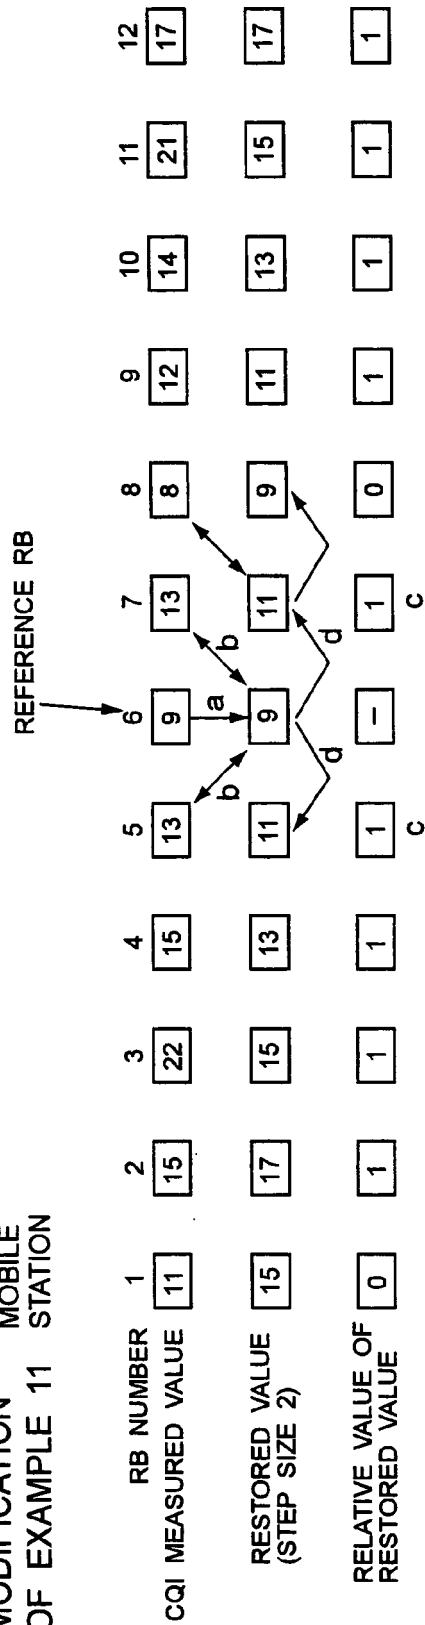 MODIFICATION
OF EXAMPLE 11
MOBILE
STATION
REFERENCE RB
RB NUMBER 1 2 3 4 5 6 7 8 9 10 11 12
CQI MEASURED VALUE 11 15 22 15 13 9 13 8 12 14 21 17
b a b
RESTORED VALUE
(STEP SIZE 2)
15 17 15 13 11 9 11 9 11 13 15 17
d d
RELATIVE VALUE OF
RESTORED VALUE
0 1 1 1 1 – 1 0 1 1 1 1
c c